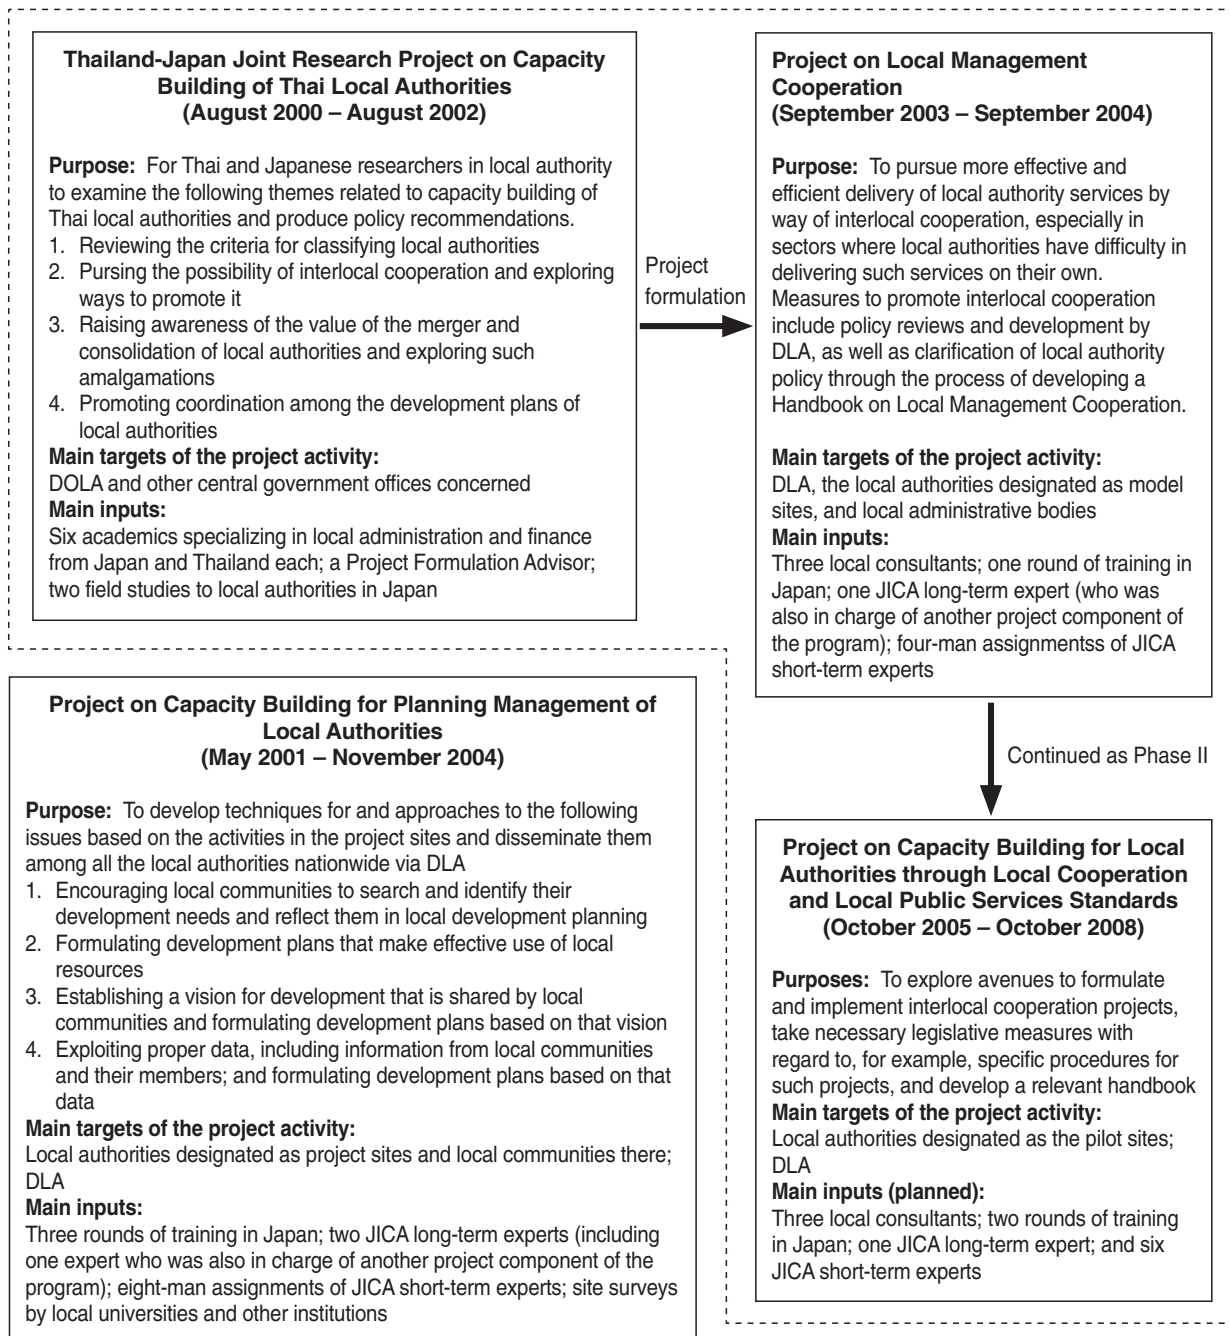 Thailand-Japan Joint Research Project on Capacity
Building of Thai Local Authorities
(August 2000 – August 2002)
Purpose: For Thai and Japanese researchers in local authority
to examine the following themes related to capacity building of
Thai local authorities and produce policy recommendations.
1. Reviewing the criteria for classifying local authorities
2. Pursing the possibility of interlocal cooperation and exploring
ways to promote it
3. Raising awareness of the value of the merger and
consolidation of local authorities and exploring such
amalgamations
4. Promoting coordination among the development plans of
local authorities
Main targets of the project activity:
DOLA and other central government offices concerned
Main inputs:
Six academics specializing in local administration and finance
from Japan and Thailand each; a Project Formulation Advisor;
two field studies to local authorities in Japan
Project
formulation
Project on Local Management
Cooperation
(September 2003 – September 2004)
Purpose: To pursue more effective and
efficient delivery of local authority services by
way of interlocal cooperation, especially in
sectors where local authorities have difficulty in
delivering such services on their own.
Measures to promote interlocal cooperation
include policy reviews and development by
DLA, as well as clarification of local authority
policy through the process of developing a
Handbook on Local Management Cooperation.
Main targets of the project activity:
DLA, the local authorities designated as model
sites, and local administrative bodies
Main inputs:
Three local consultants; one round of training in
Japan; one JICA long-term expert (who was
also in charge of another project component of
the program); four-man assignmentss of JICA
short-term experts
Continued as Phase II
Project on Capacity Building for Planning Management of
Local Authorities
(May 2001 – November 2004)
Purpose: To develop techniques for and approaches to the following
issues based on the activities in the project sites and disseminate them
among all the local authorities nationwide via DLA
1. Encouraging local communities to search and identify their
development needs and reflect them in local development planning
2. Formulating development plans that make effective use of local
resources
3. Establishing a vision for development that is shared by local
communities and formulating development plans based on that vision
4. Exploiting proper data, including information from local communities
and their members; and formulating development plans based on that
data
Main targets of the project activity:
Local authorities designated as project sites and local communities there;
DLA
Main inputs:
Three rounds of training in Japan; two JICA long-term experts (including
one expert who was also in charge of another project component of the
program); eight-man assignments of JICA short-term experts; site surveys
by local universities and other institutions
Project on Capacity Building for Local
Authorities through Local Cooperation
and Local Public Services Standards
(October 2005 – October 2008)
Purposes: To explore avenues to formulate
and implement interlocal cooperation projects,
take necessary legislative measures with
regard to, for example, specific procedures for
such projects, and develop a relevant handbook
Main targets of the project activity:
Local authorities designated as the pilot sites;
DLA
Main inputs (planned):
Three local consultants; two rounds of training
in Japan; one JICA long-term expert; and six
JICA short-term experts